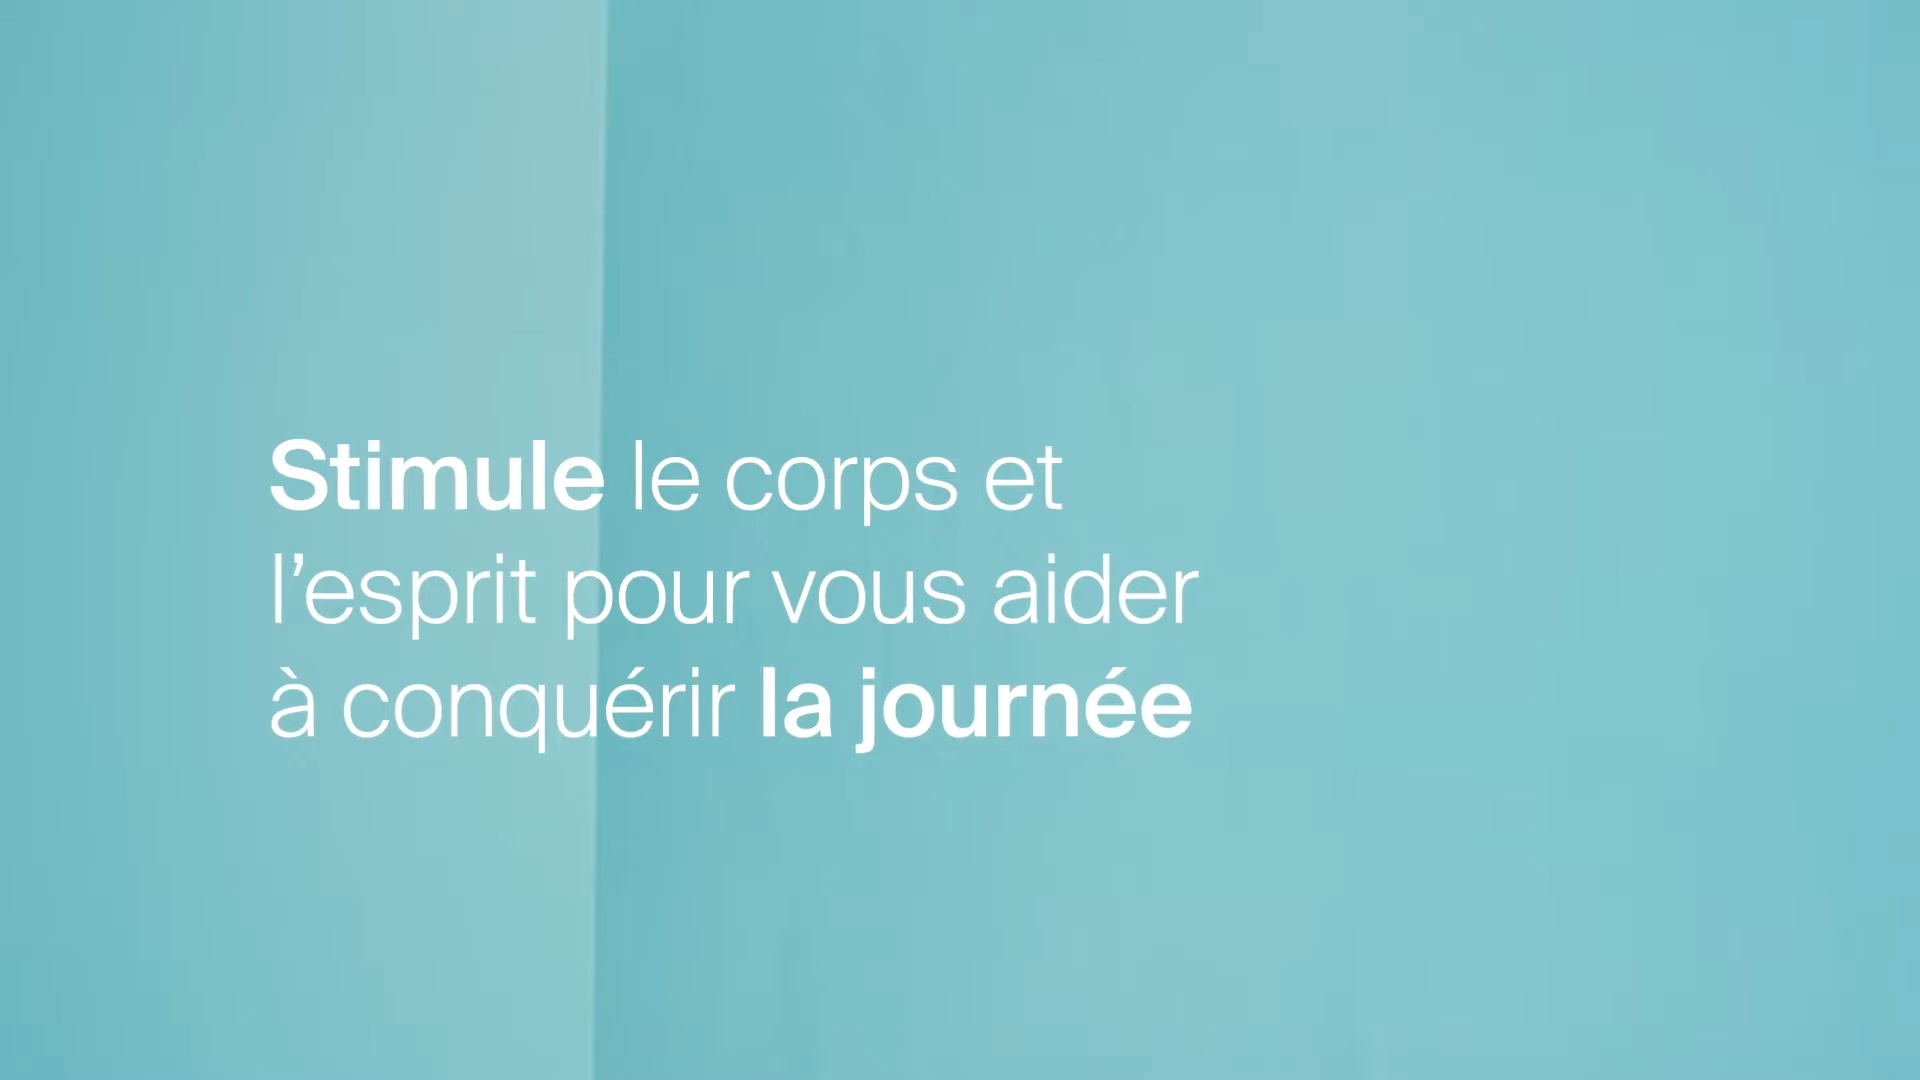 Stimule le corps et
l’esprit pour vous aider
à conquérir la journée